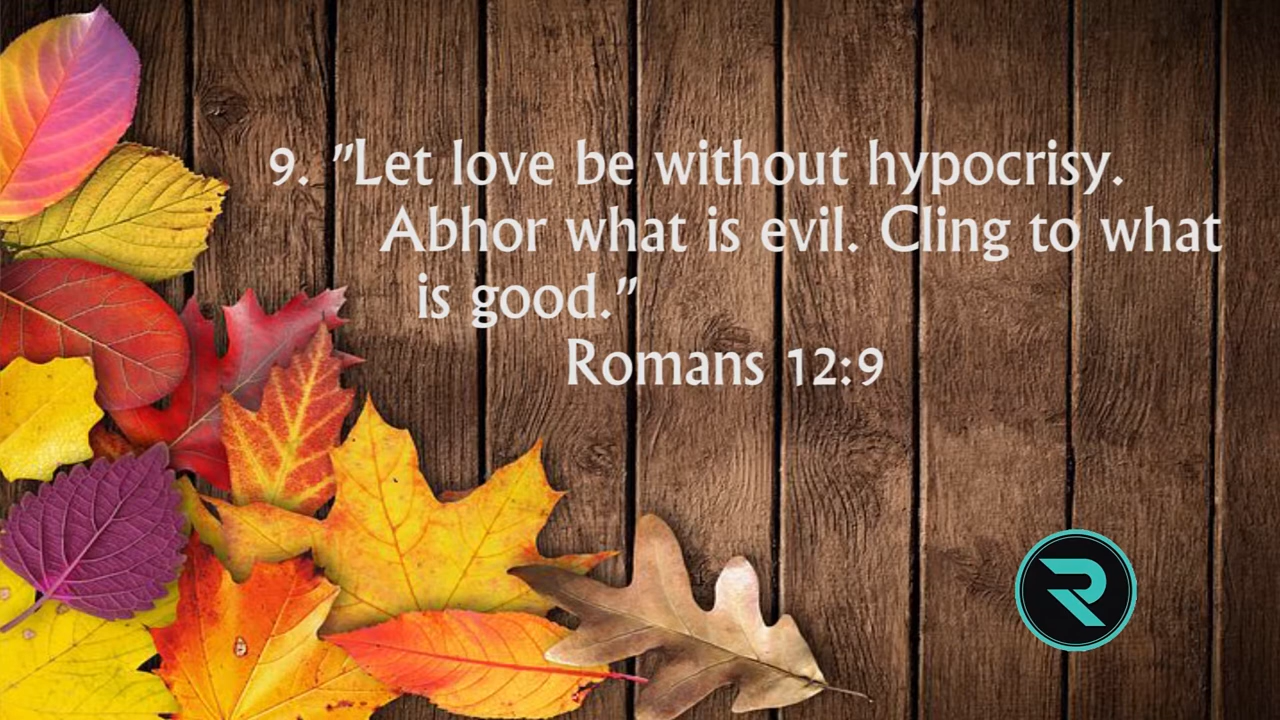 9. "Let love be without hypocrisy.
Abhor what is evil. Cling to what
is good."
Romans 12:9
R